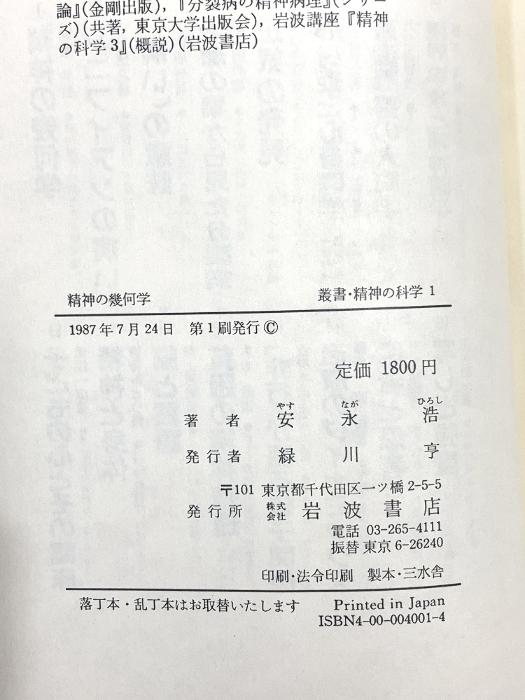 論』(金剛出版),『分裂病の精神病理』(シリー
ズ)(共著, 東京大学出版会), 岩波講座『精神
の科学3』(概説)(岩波書店)
精神の幾何学　叢書・精神の科学 1
1987年7月24日　第1刷発行 ©
定価 1800円
やす　なが　ひろし
著者　安永浩
発行者　緑川亨
〒101 東京都千代田区一ツ橋2-5-5
発行所　株式会社　岩波書店
電話 03-265-4111
振替 東京 6-26240
印刷・法令印刷　製本・三水舎
落丁本・乱丁本はお取替いたします　Printed in Japan
ISBN4-00-004001-4